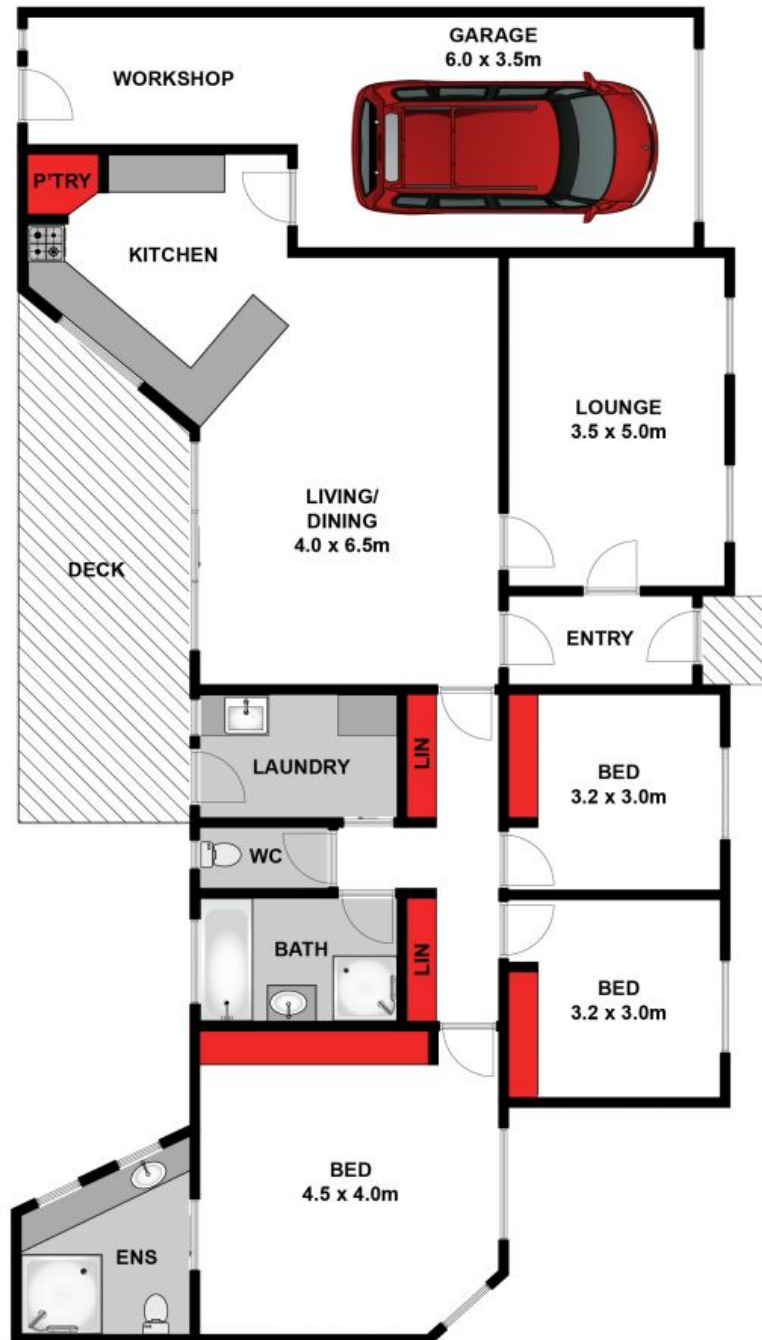 GARAGE
6.0 x 3.5m
WORKSHOP
P'TRY
KITCHEN
LOUNGE
3.5 x 5.0m
LIVING/
DINING
4.0 x 6.5m
DECK
ENTRY
LAUNDRY
LIN
BED
3.2 x 3.0m
WC
BATH
LIN
BED
3.2 x 3.0m
BED
4.5 x 4.0m
ENS